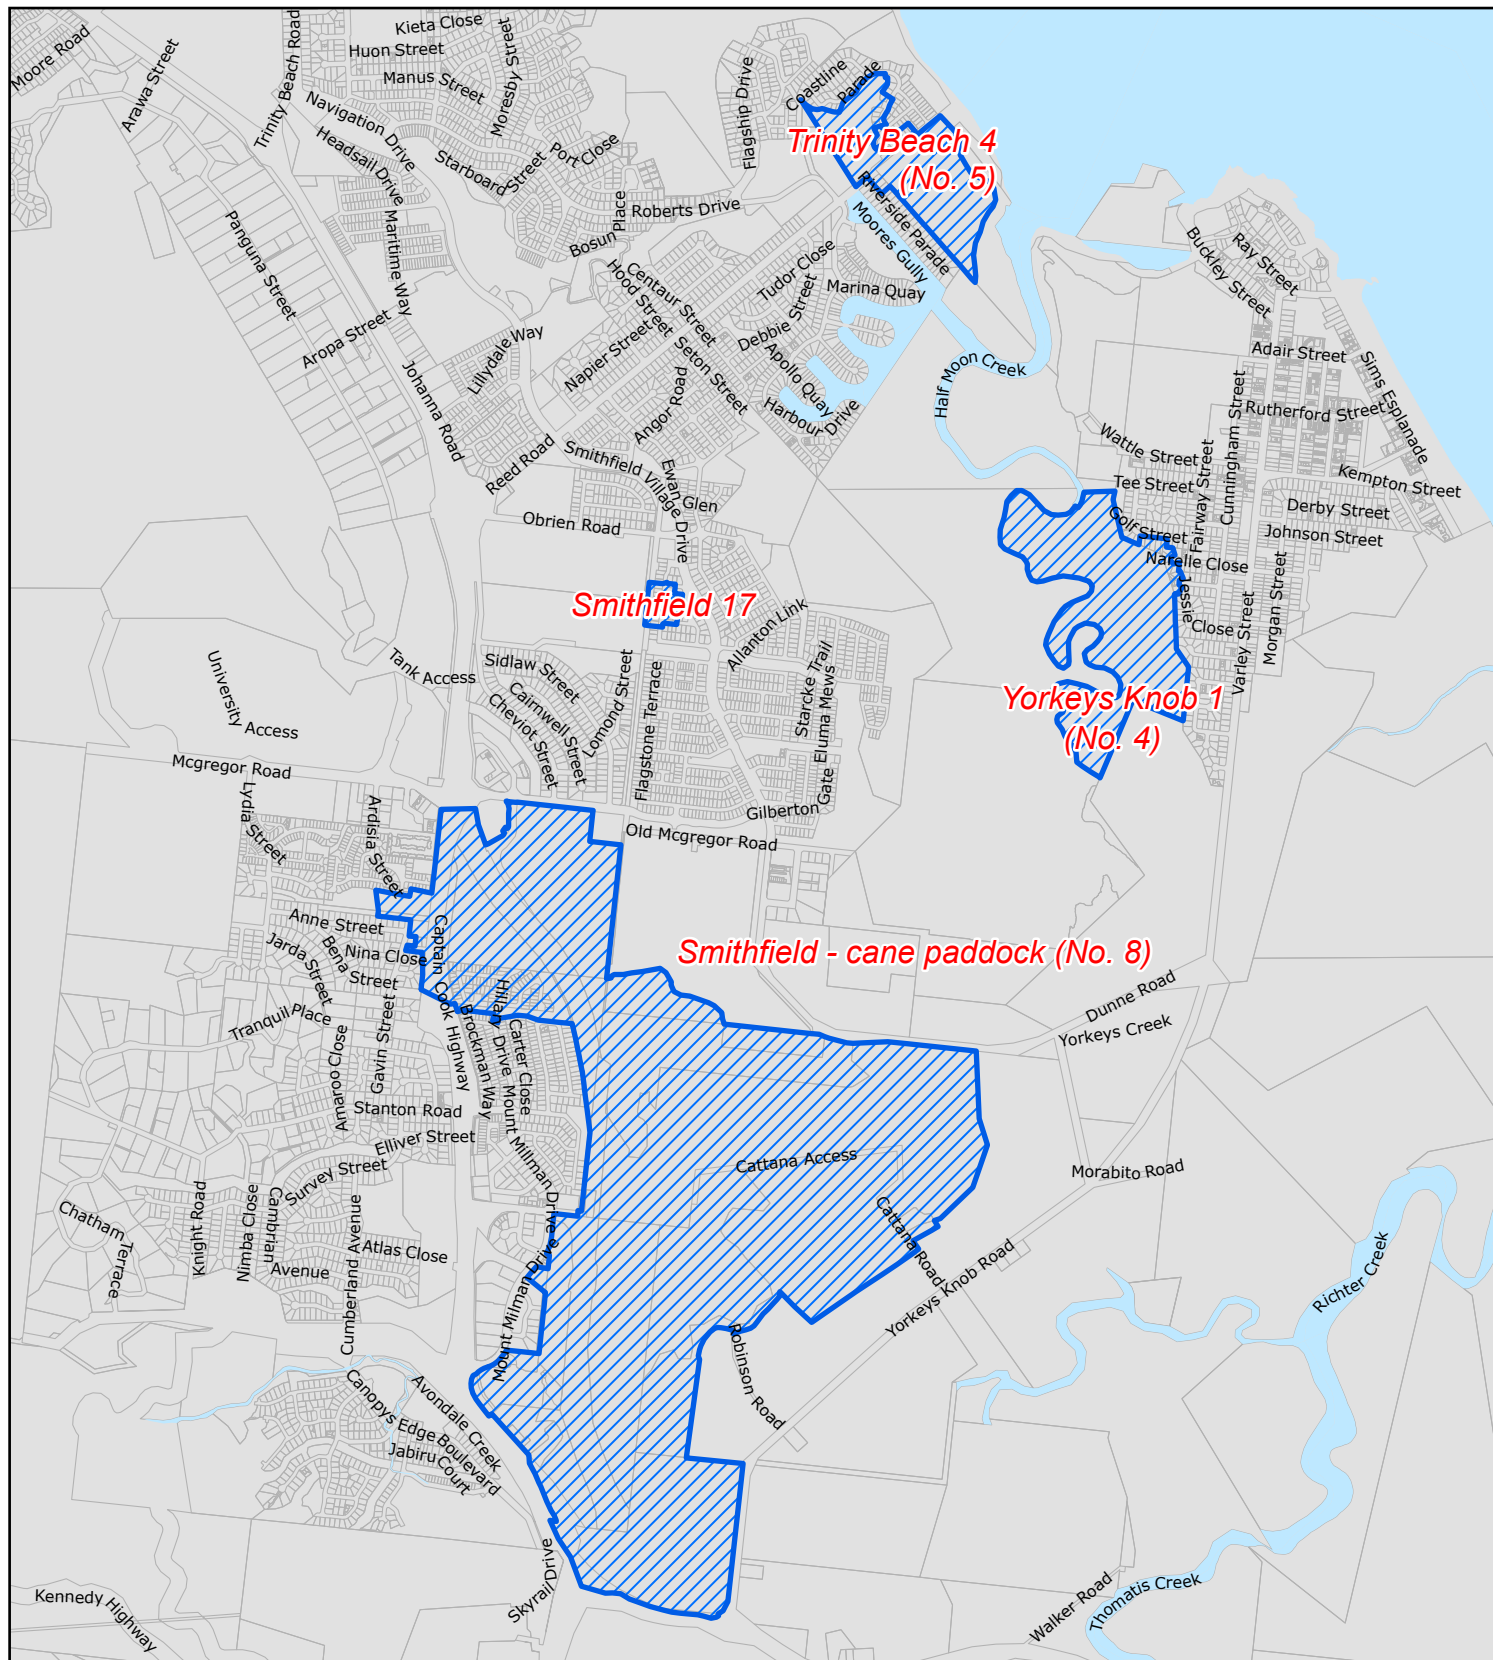 Kieta Close
Moore Road
Huon Street
Arawa Street
Manus Street
Moresby Street
Trinity Beach Road
Navigation Drive
Headsail Drive
Starboard Street
Port Close
Flagship Drive
Coastline Parade
Trinity Beach 4
(No. 5)
Riverside Parade
Moores Gully
Roberts Drive
Bosun Place
Maritime Way
Panguna Street
Aropa Street
Johanna Road
Lillydale Way
Hood Street
Centaur Street
Seton Street
Napier Street
Tudor Close
Debbie Street
Marina Quay
Apollo Quay
Harbour Drive
Angor Road
Reed Road
Smithfield Village Drive
Ewan Glen
Obrien Road
Half Moon Creek
Buckley Street
Ray Street
Adair Street
Sims Esplanade
Rutherford Street
Cunningham Street
Wattle Street
Fairway Street
Tee Street
Kempton Street
Derby Street
Golf Street
Johnson Street
Narelle Close
Jessie Close
Varley Street
Morgan Street
Smithfield 17
Allanton Link
Starcke Trail
Eluma Mews
Gilberton Gate
Yorkeys Knob 1
(No. 4)
Tank Access
Sidlaw Street
Cairnwell Street
Cheviot Street
Lomond Street
Flagstone Terrace
University Access
Mcgregor Road
Old Mcgregor Road
Lydia Street
Ardisia Street
Anne Street
Nina Close
Bena Street
Jarda Street
Tranquil Place
Captain Cook Highway
Smithfield - cane paddock (No. 8)
Hillary Drive
Brockman Way
Carter Close
Gavin Street
Amaroo Close
Stanton Road
Elliver Street
Survey Street
Mount Millman Drive
Dunne Road
Yorkeys Creek
Cattana Access
Cattana Road
Morabito Road
Yorkeys Knob Road
Richter Creek
Chatham Terrace
Knight Road
Nimba Close
Cambrian Avenue
Cumberland Avenue
Atlas Close
Mount Milman Drive
Robinson Road
Avondale Creek
Canopys Edge Boulevard
Jabiru Court
Skyrail Drive
Kennedy Highway
Walker Road
Thomatis Creek